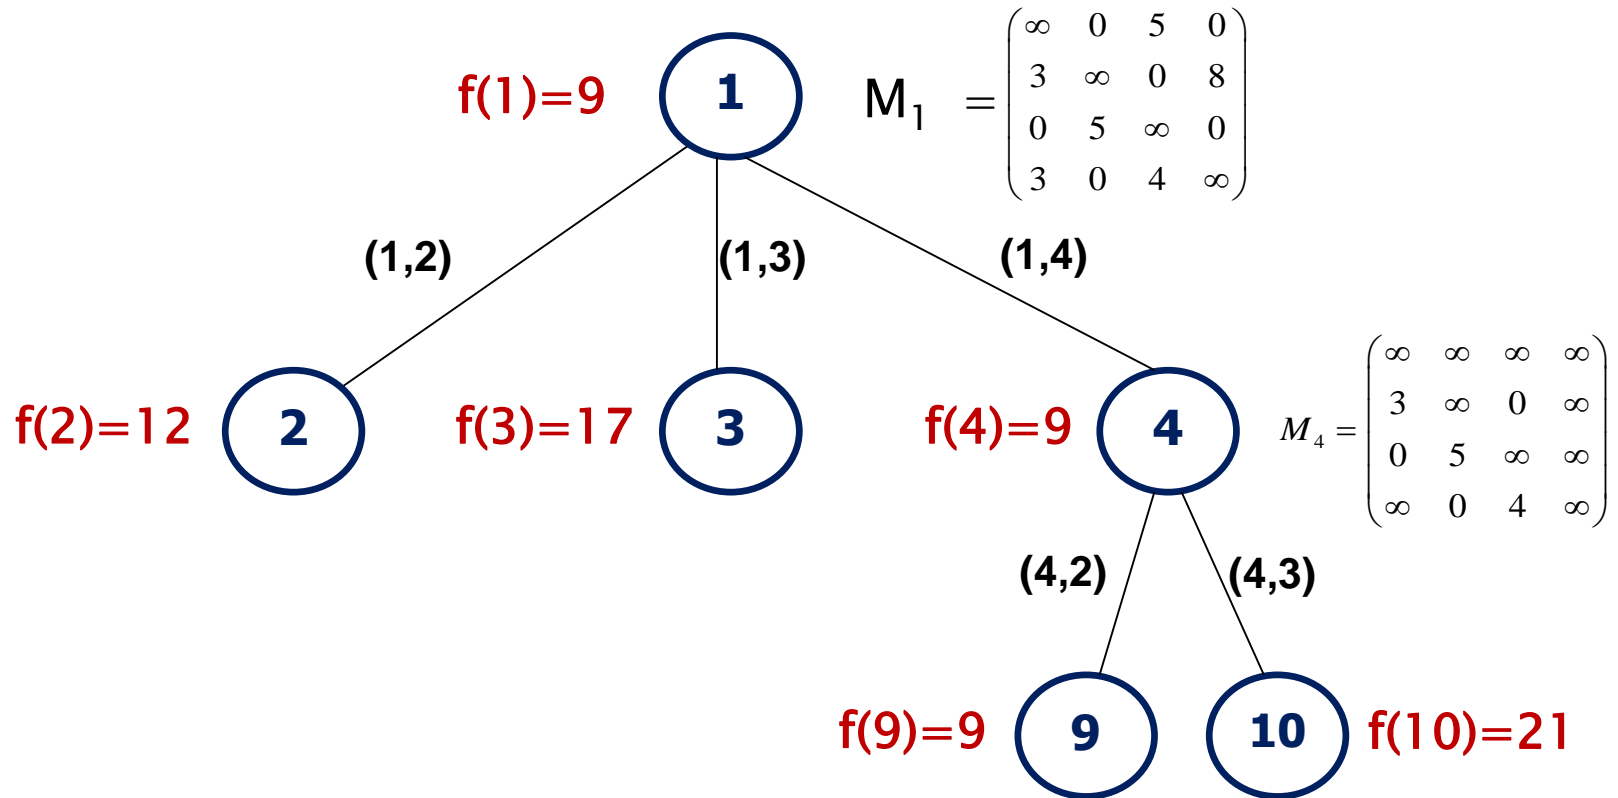 f(1)=9
1
M₁ = ( ∞ 0 5 0
3 ∞ 0 8
0 5 ∞ 0
3 0 4 ∞ )
(1,2)
(1,3)
(1,4)
f(2)=12
2
f(3)=17
3
f(4)=9
4
M₄ = ( ∞ ∞ ∞ ∞
3 ∞ 0 ∞
0 5 ∞ ∞
∞ 0 4 ∞ )
(4,2)
(4,3)
f(9)=9
9
10
f(10)=21